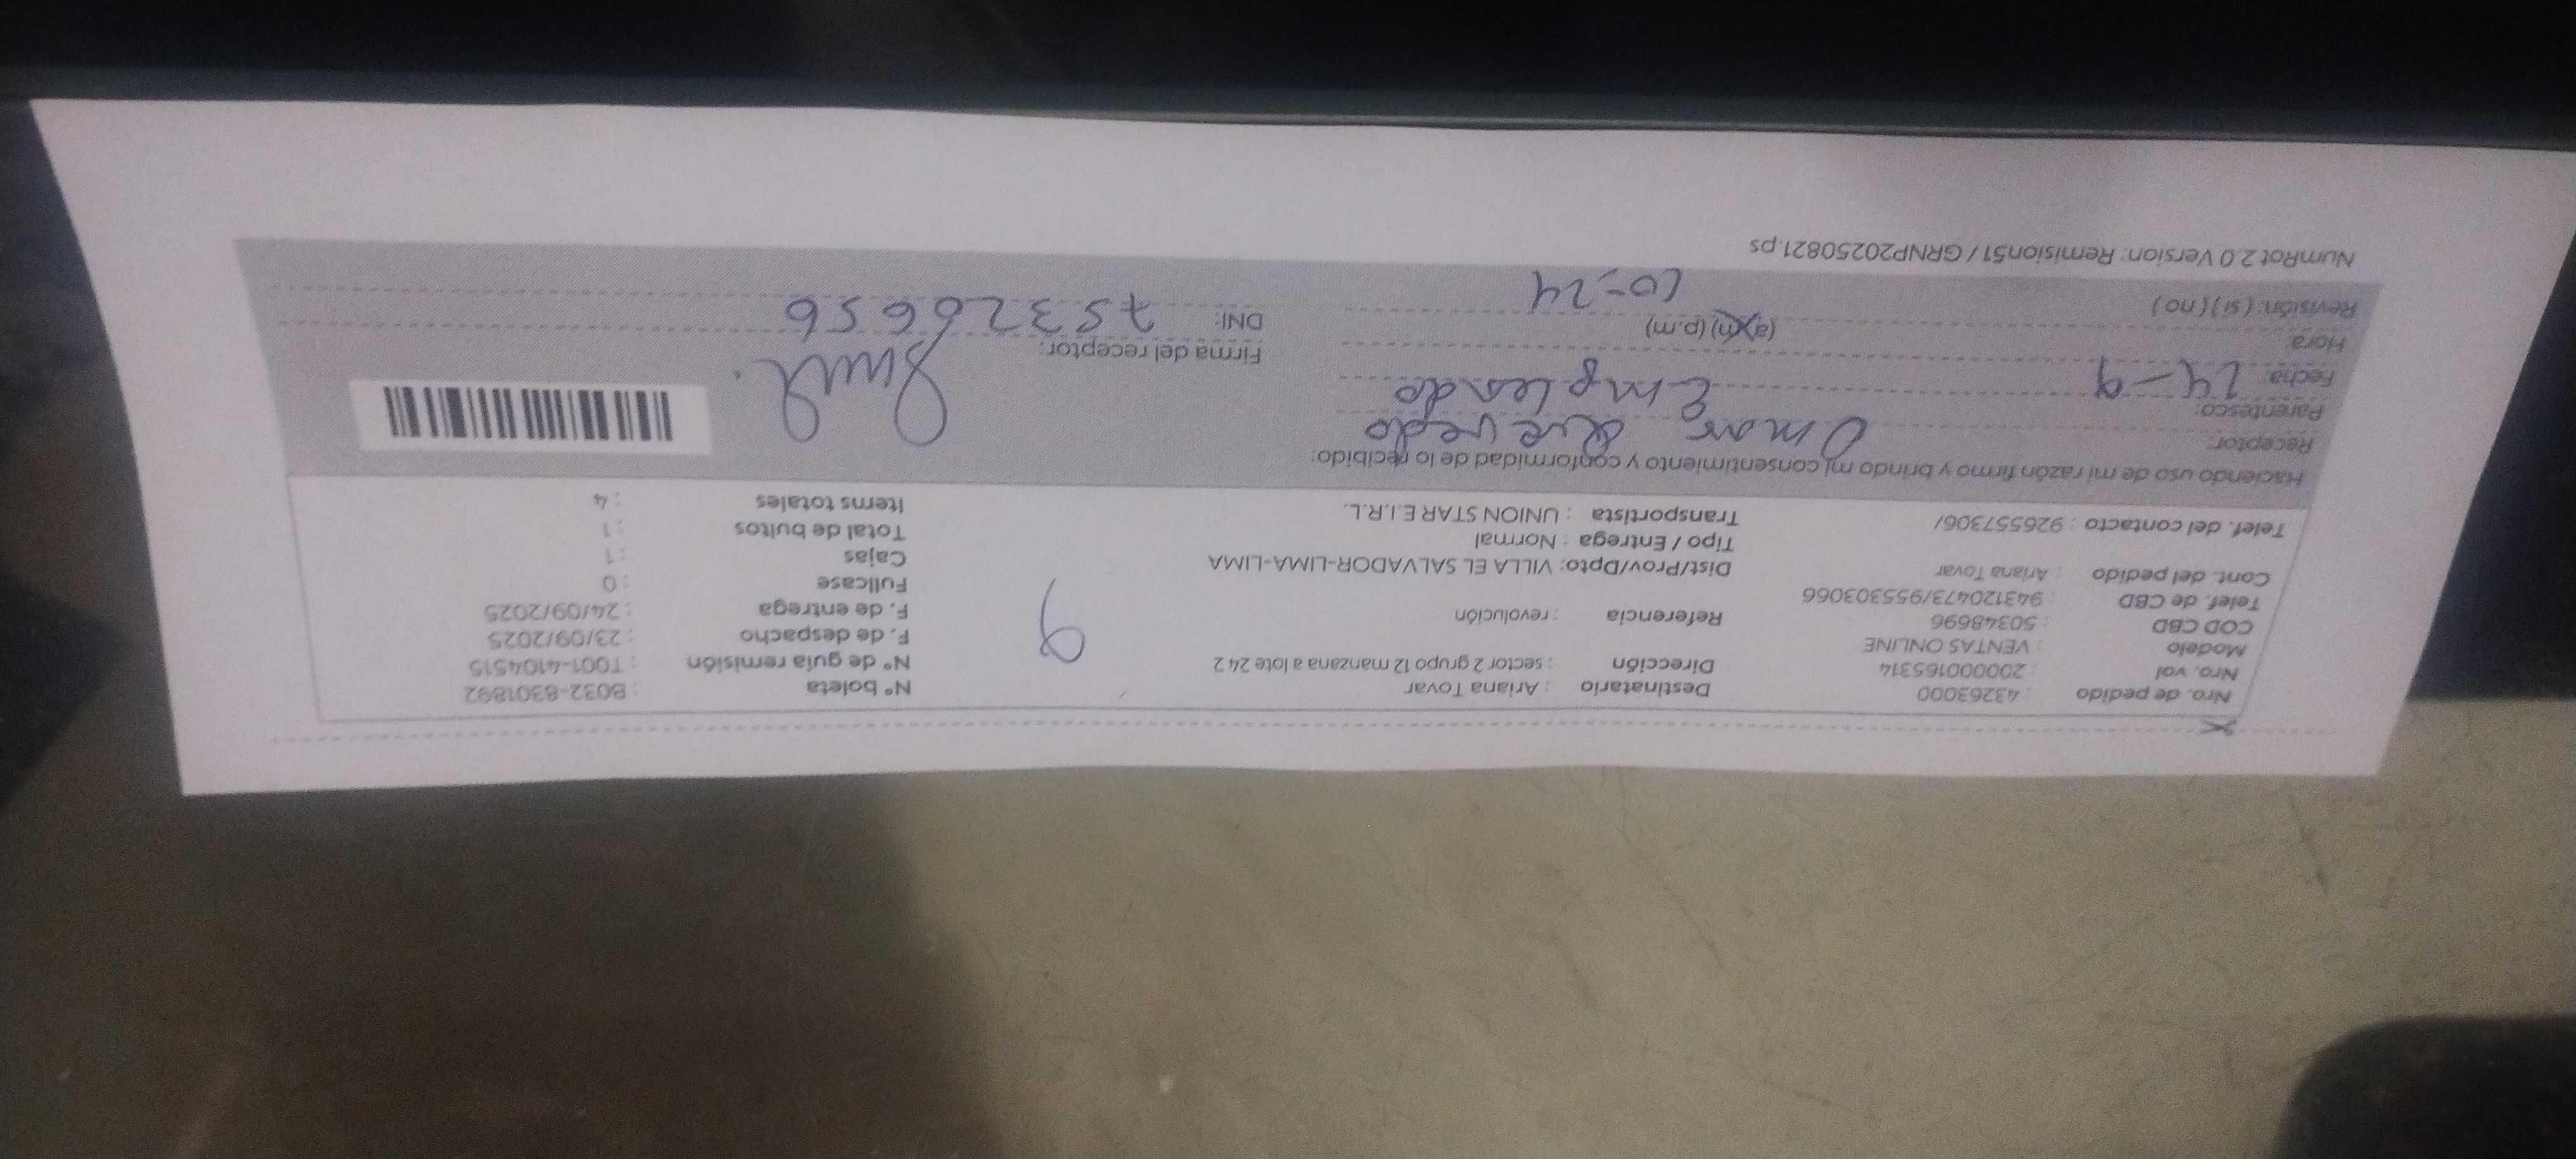 Nro. de pedido : 43263000 Destinatario : Ariana Tovar N° boleta : B032-8301892
Nro. val : 200000165314 Dirección : sector 2 grupo 12 manzana a lote 24 2 N° de guía remisión : T001-4104515
Modelo : VENTAS ONLINE F. de despacho : 23/09/2025
COD CBD : 50348696 Referencia : revolución F. de entrega : 24/09/2025
Telef. de CBD : 943120473/955303066 Fullcase : 0
Cont. del pedido : Ariana Tovar Dist/Prov/Dpto: VILLA EL SALVADOR-LIMA-LIMA Cajas : 1
Tipo / Entrega : Normal Total de bultos : 1
Telef. del contacto : 926557306/ Transportista : UNION STAR E.I.R.L. Items totales : 4
9
Haciendo uso de mi razón firmo y brindo mi consentimiento y conformidad de lo recibido:
Receptor: Omar Quevedo
Parentesco: Empleado
Fecha: 24-9 Firma del receptor:
Hora: (a.m) (p.m) DNI: 75326656
Revisión: (si) (no) 10:24
NumRot 2.0 Version: Remision51 / GRNP20250821.ps